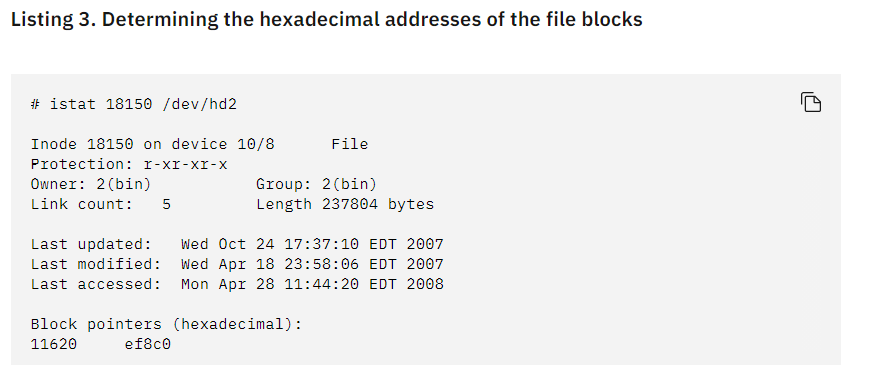 Listing 3. Determining the hexadecimal addresses of the file blocks
# istat 18150 /dev/hd2
Inode 18150 on device 10/8      File
Protection: r-xr-xr-x
Owner: 2(bin)           Group: 2(bin)
Link count:   5         Length 237804 bytes
Last updated:   Wed Oct 24 17:37:10 EDT 2007
Last modified:  Wed Apr 18 23:58:06 EDT 2007
Last accessed:  Mon Apr 28 11:44:20 EDT 2008
Block pointers (hexadecimal):
11620     ef8c0